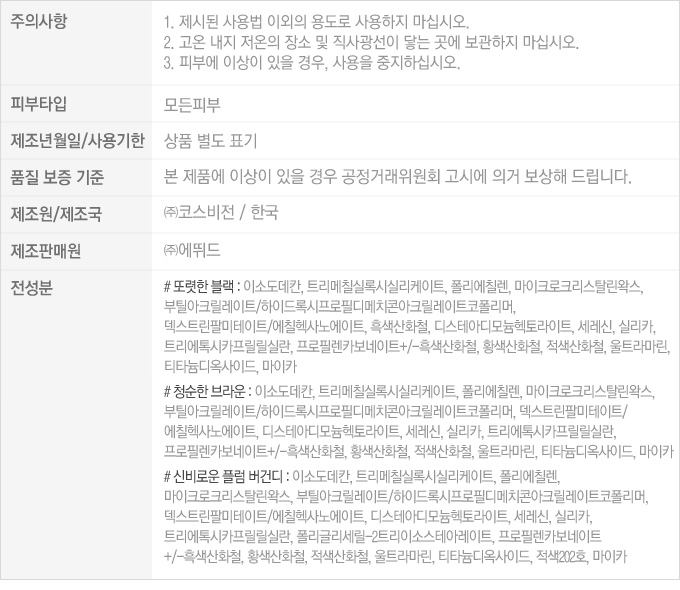 주의사항
1. 제시된 사용법 이외의 용도로 사용하지 마십시오.
2. 고온 내지 저온의 장소 및 직사광선이 닿는 곳에 보관하지 마십시오.
3. 피부에 이상이 있을 경우, 사용을 중지하십시오.
피부타입
모든피부
제조년월일/사용기한
상품 별도 표기
품질 보증 기준
본 제품에 이상이 있을 경우 공정거래위원회 고시에 의거 보상해 드립니다.
제조원/제조국
㈜코스비전 / 한국
제조판매원
㈜에뛰드
전성분
# 또렷한 블랙 : 이소도데칸, 트리메칠실록시실리케이트, 폴리에칠렌, 마이크로크리스탈린왁스,
부틸아크릴레이트/하이드록시프로필디메치콘아크릴레이트코폴리머,
덱스트린팔미테이트/에칠헥사노에이트, 흑색산화철, 디스테아디모늄헥토라이트, 세레신, 실리카,
트리에톡시카프릴릴실란, 프로필렌카보네이트+/-흑색산화철, 황색산화철, 적색산화철, 울트라마린,
티타늄디옥사이드, 마이카
# 청순한 브라운 : 이소도데칸, 트리메칠실록시실리케이트, 폴리에칠렌, 마이크로크리스탈린왁스,
부틸아크릴레이트/하이드록시프로필디메치콘아크릴레이트코폴리머, 덱스트린팔미테이트/
에칠헥사노에이트, 디스테아디모늄헥토라이트, 세레신, 실리카, 트리에톡시카프릴릴실란,
프로필렌카보네이트+/-흑색산화철, 황색산화철, 적색산화철, 울트라마린, 티타늄디옥사이드, 마이카
# 신비로운 플럼 버건디 : 이소도데칸, 트리메칠실록시실리케이트, 폴리에칠렌,
마이크로크리스탈린왁스, 부틸아크릴레이트/하이드록시프로필디메치콘아크릴레이트코폴리머,
덱스트린팔미테이트/에칠헥사노에이트, 디스테아디모늄헥토라이트, 세레신, 실리카,
트리에톡시카프릴릴실란, 폴리글리세릴-2트리이소스테아레이트, 프로필렌카보네이트
+/-흑색산화철, 황색산화철, 적색산화철, 울트라마린, 티타늄디옥사이드, 적색202호, 마이카